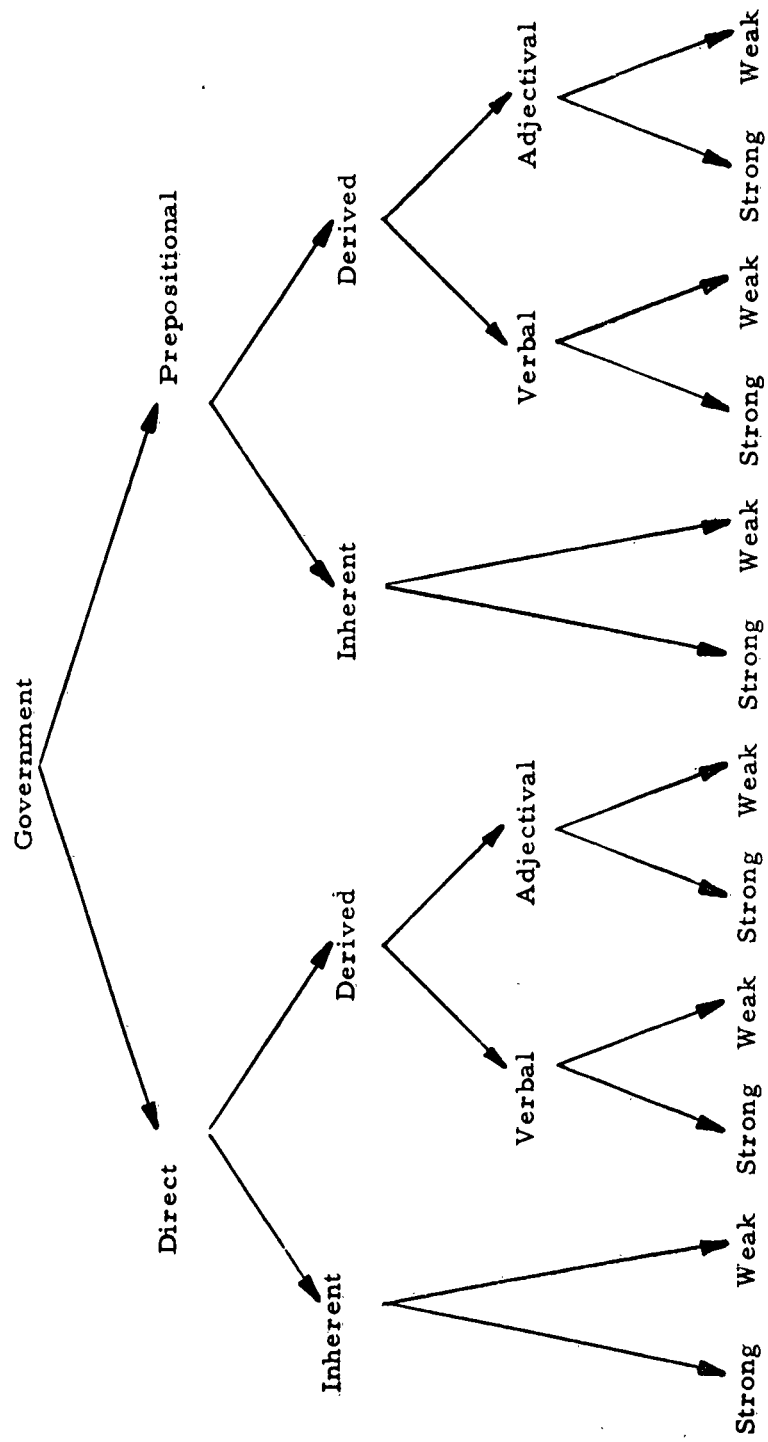 Government
Direct Prepositional
Inherent Derived Inherent Derived
Verbal Adjectival Verbal Adjectival
Strong Weak Strong Weak Strong Weak Strong Weak Strong Weak Strong Weak